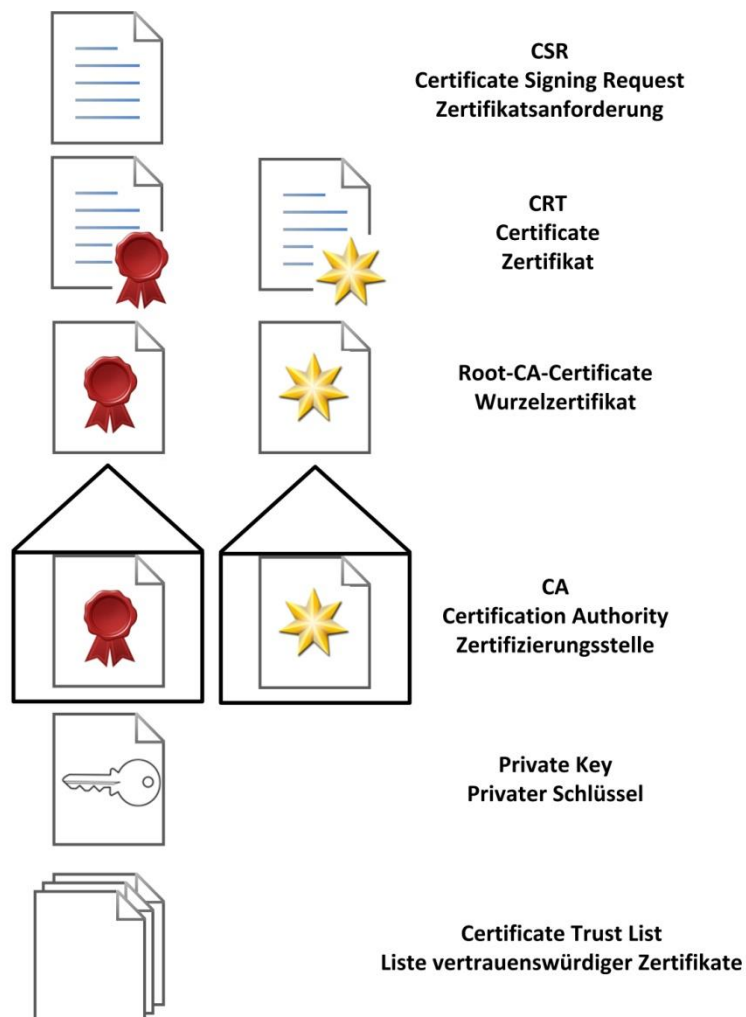 CSR
Certificate Signing Request
Zertifikatsanforderung
CRT
Certificate
Zertifikat
Root-CA-Certificate
Wurzelzertifikat
CA
Certification Authority
Zertifizierungsstelle
Private Key
Privater Schlüssel
Certificate Trust List
Liste vertrauenswürdiger Zertifikate